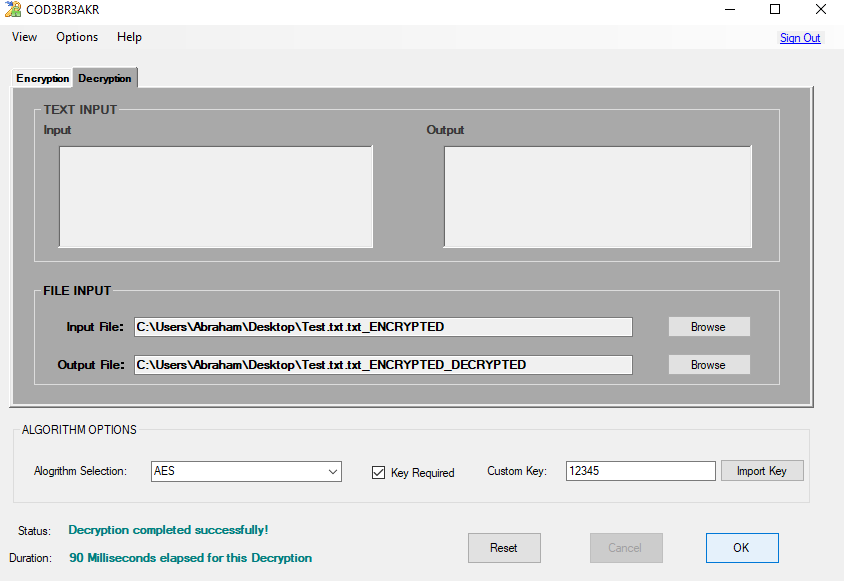 COD3BR3AKR
View Options Help Sign Out
Encryption Decryption
TEXT INPUT
Input Output
FILE INPUT
Input File: C:\Users\Abraham\Desktop\Test.txt.txt_ENCRYPTED Browse
Output File: C:\Users\Abraham\Desktop\Test.txt.txt_ENCRYPTED_DECRYPTED Browse
ALGORITHM OPTIONS
Alogrithm Selection: AES Key Required Custom Key: 12345 Import Key
Status: Decryption completed successfully!
Reset Cancel OK
Duration: 90 Milliseconds elapsed for this Decryption